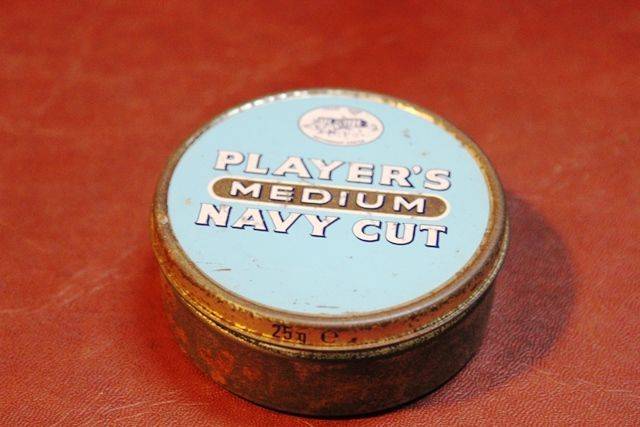 PLAYER'S
MEDIUM
NAVY CUT
25g e